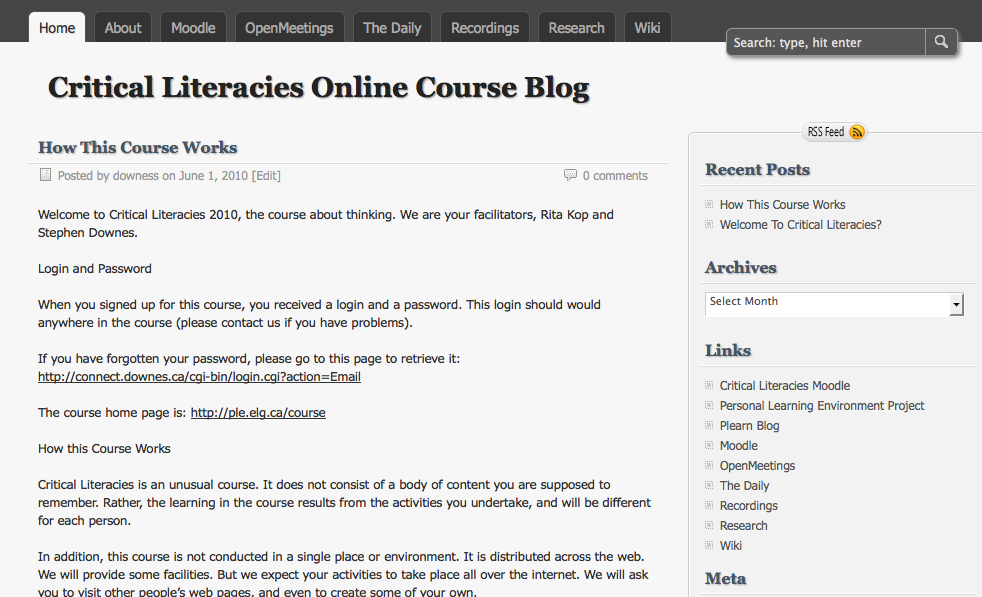 Home
About
Moodle
OpenMeetings
The Daily
Recordings
Research
Wiki
Search: type, hit enter
Critical Literacies Online Course Blog
How This Course Works
Posted by downess on June 1, 2010 [Edit]
0 comments
Welcome to Critical Literacies 2010, the course about thinking. We are your facilitators, Rita Kop and
Stephen Downes.
Login and Password
When you signed up for this course, you received a login and a password. This login should would
anywhere in the course (please contact us if you have problems).
If you have forgotten your password, please go to this page to retrieve it:
http://connect.downes.ca/cgi-bin/login.cgi?action=Email
The course home page is: http://ple.elg.ca/course
How this Course Works
Critical Literacies is an unusual course. It does not consist of a body of content you are supposed to
remember. Rather, the learning in the course results from the activities you undertake, and will be different
for each person.
In addition, this course is not conducted in a single place or environment. It is distributed across the web.
We will provide some facilities. But we expect your activities to take place all over the internet. We will ask
you to visit other people's web pages, and even to create some of your own.
RSS Feed
Recent Posts
How This Course Works
Welcome To Critical Literacies?
Archives
Select Month
Links
Critical Literacies Moodle
Personal Learning Environment Project
Plearn Blog
Moodle
OpenMeetings
The Daily
Recordings
Research
Wiki
Meta